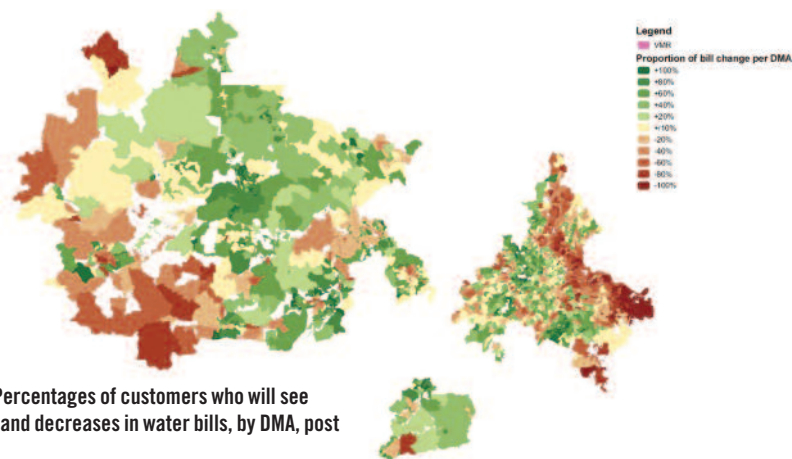 Legend
VMR
Proportion of bill change per DMA
+100%
+80%
+60%
+40%
+20%
+/-10%
-20%
-40%
-60%
-80%
-100%
Percentages of customers who will see
and decreases in water bills, by DMA, post